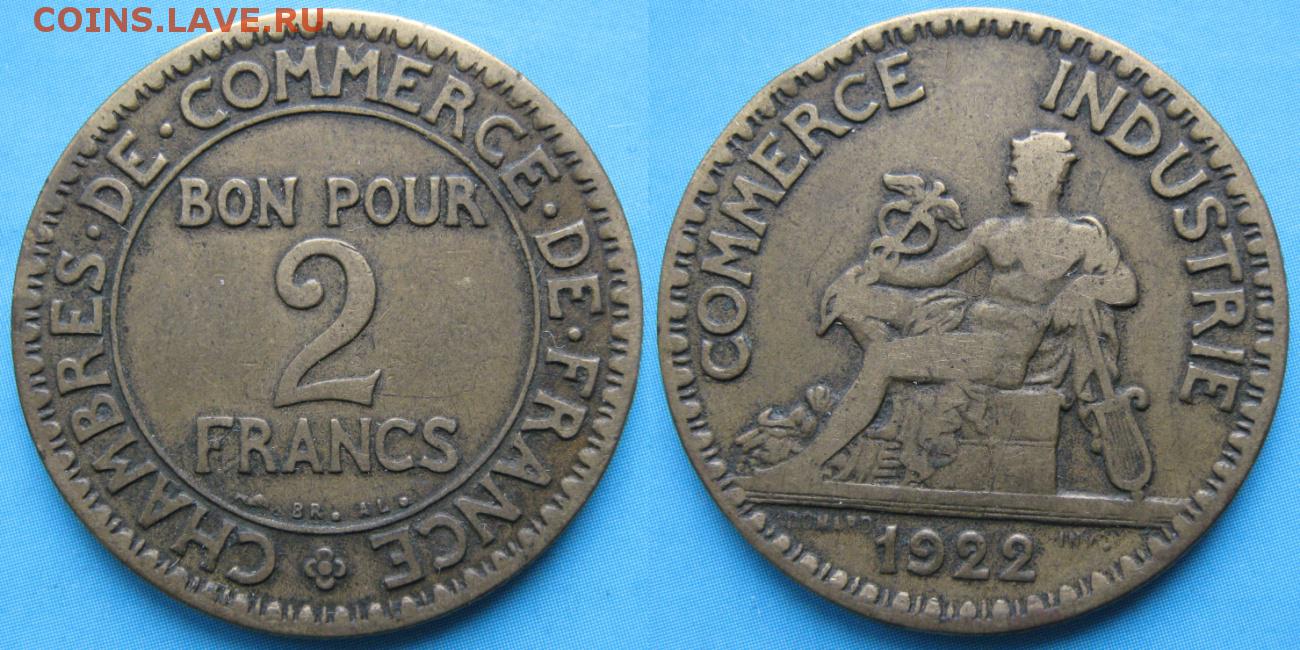 COINS.LAVE.RU
CHAMBRES·DE·COMMERCE·DE·FRANCE
BON POUR
2
FRANCS
BR. AL.
COMMERCE INDUSTRIE
1922